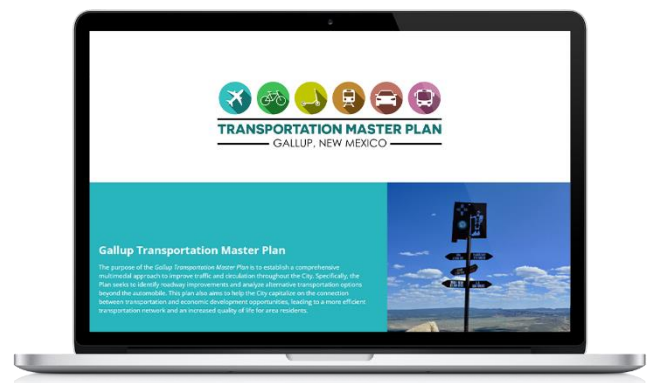 TRANSPORTATION MASTER PLAN
GALLUP, NEW MEXICO
Gallup Transportation Master Plan
The purpose of the Gallup Transportation Master Plan is to establish a comprehensive
multimodal approach to improve traffic and circulation throughout the City. Specifically, the
Plan seeks to identify roadway improvements and analyze alternative transportation options
beyond the automobile. This plan also aims to help the City capitalize on the connection
between transportation and economic development opportunities, leading to a more efficient
transportation network and an increased quality of life for area residents.